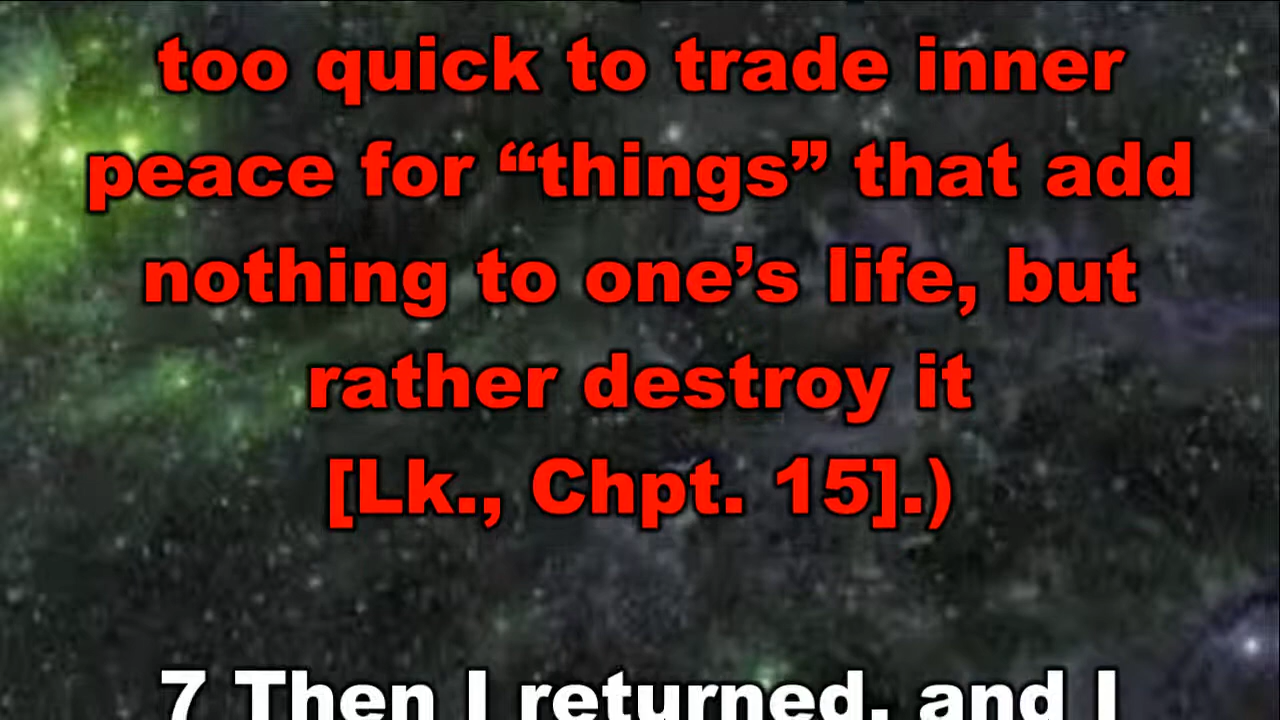 too quick to trade inner
peace for “things” that add
nothing to one’s life, but
rather destroy it
[Lk., Chpt. 15].)
7 Then I returned, and I